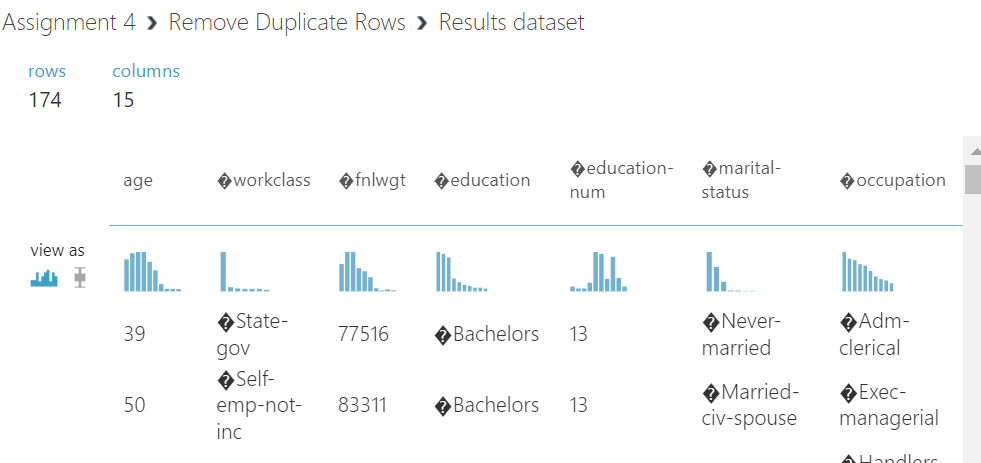 Assignment 4 ❯ Remove Duplicate Rows ❯ Results dataset
rows columns
174 15
age �workclass �fnlwgt �education �education-
num �marital-
status �occupation
view as
39 �State-
gov 77516 �Bachelors 13 �Never-
married �Adm-
clerical
50 �Self-
emp-not-
inc 83311 �Bachelors 13 �Married-
civ-spouse �Exec-
managerial
�Handlers